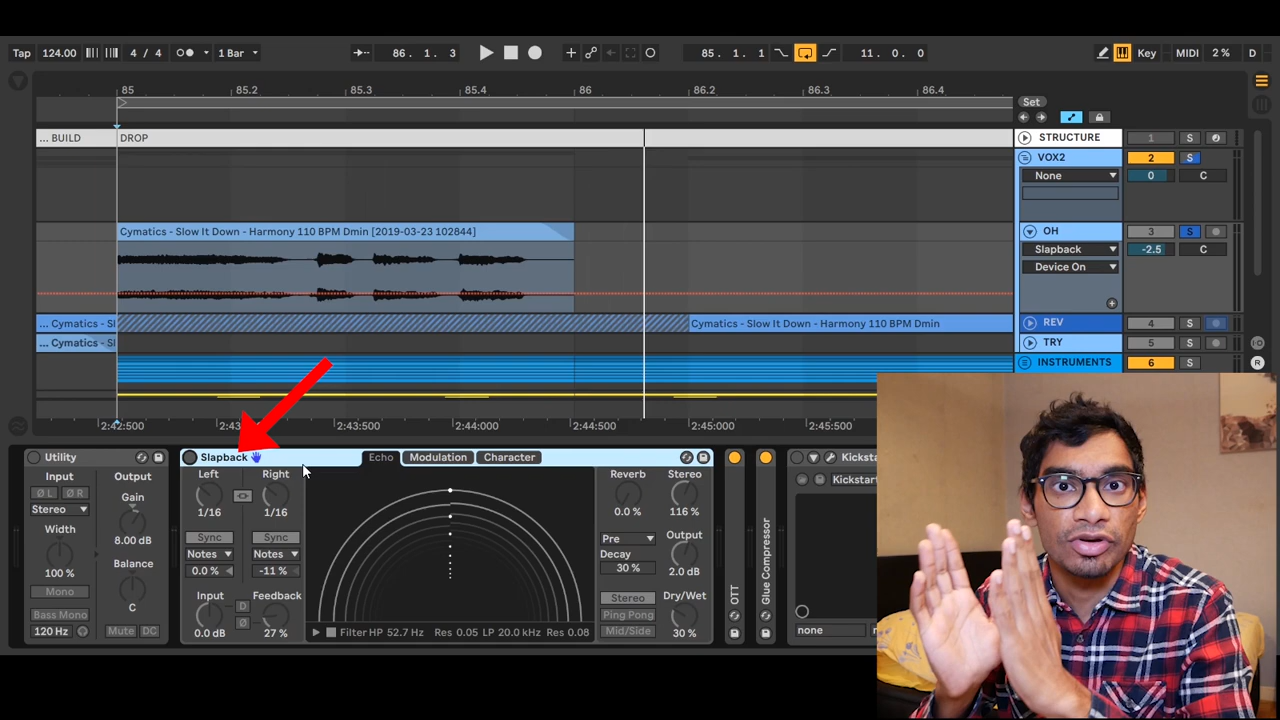 Tap 124.00 4 / 4 1 Bar 86. 1. 3 85. 1. 1 11. 0. 0 Key MIDI 2 % D
85 85.2 85.3 85.4 86 86.2 86.3 86.4 Set
... BUILD DROP STRUCTURE 1 S
VOX2 2 S
None 0 C
Cymatics - Slow It Down - Harmony 110 BPM Dmin [2019-03-23 102844] OH 3 S
Slapback -2.5 C
Device On
... Cymatics - Sl Cymatics - Slow It Down - Harmony 110 BPM Dmin REV 4 S
... Cymatics - Sl TRY 5 S
INSTRUMENTS 6 S
R
2:42:500 2:43 2:43:500 2:44:000 2:44:500 2:45:000 2:45:500
Utility Slapback Echo Modulation Character Kickst
Input Output Left Right Reverb Stereo
Ø L Ø R Gain 1/16 1/16 0.0 % 116 % Kickstart
Stereo
Width 8.00 dB Sync Sync Pre Output
100 % Balance Notes Notes Decay
Mono 0.0 % -11 % 30 % 2.0 dB
C Input Feedback Stereo Dry/Wet
Bass Mono D Ping Pong
120 Hz Mute DC Ø Mid/Side
0.0 dB 27 % Filter HP 52.7 Hz Res 0.05 LP 20.0 kHz Res 0.08 30 % none
OTT
Glue Compressor